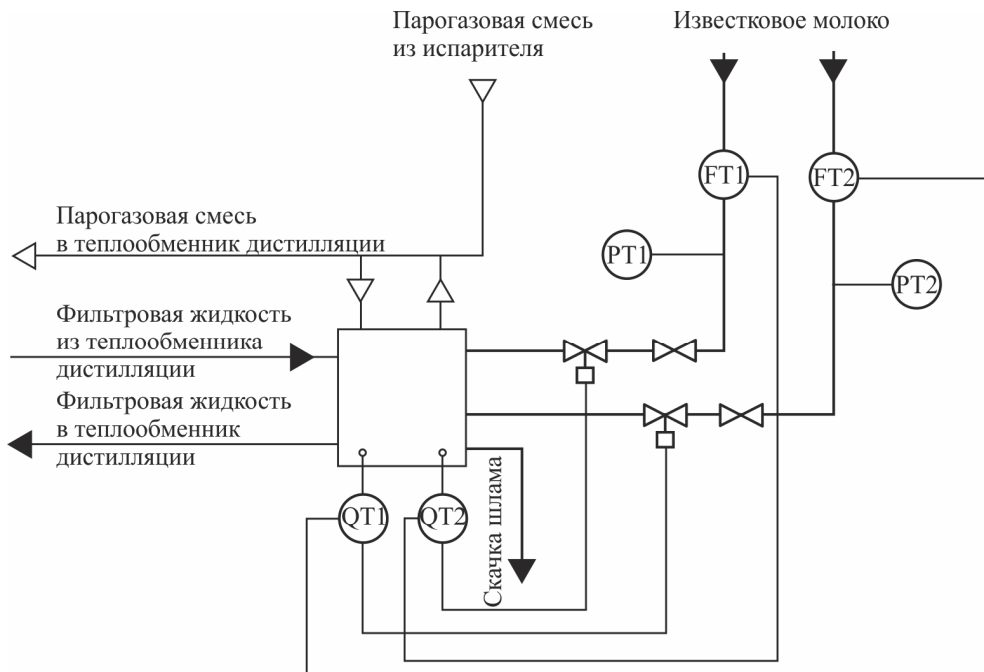 Парогазовая смесь
из испарителя
Известковое молоко
FT1
FT2
Парогазовая смесь
в теплообменник дистилляции
PT1
PT2
Фильтровая жидкость
из теплообменника
дистилляции
Фильтровая жидкость
в теплообменник
дистилляции
Скачка шлама
QT1
QT2